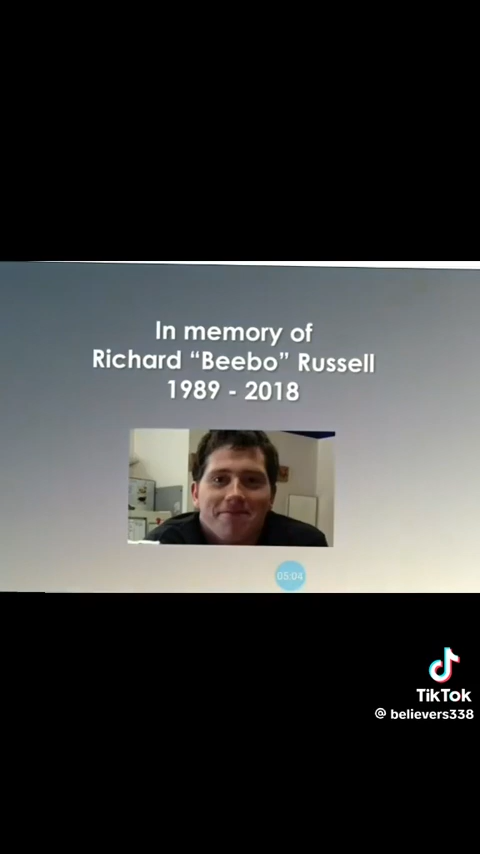 In memory of
Richard “Beebo” Russell
1989 - 2018
05:04
TikTok
@ believers338